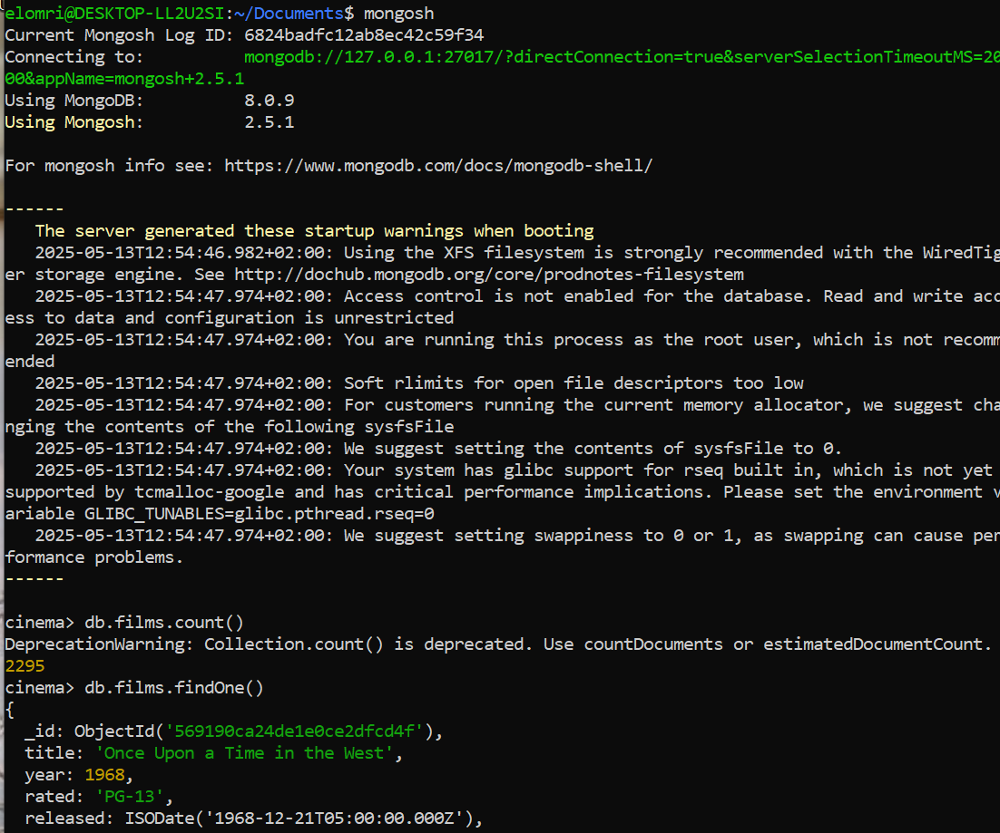 elomri@DESKTOP-LL2U2SI:~/Documents$ mongosh
Current Mongosh Log ID: 6824badfc12ab8ec42c59f34
Connecting to:          mongodb://127.0.0.1:27017/?directConnection=true&serverSelectionTimeoutMS=20
00&appName=mongosh+2.5.1
Using MongoDB:          8.0.9
Using Mongosh:          2.5.1
For mongosh info see: https://www.mongodb.com/docs/mongodb-shell/
------
   The server generated these startup warnings when booting
   2025-05-13T12:54:46.982+02:00: Using the XFS filesystem is strongly recommended with the WiredTig
er storage engine. See http://dochub.mongodb.org/core/prodnotes-filesystem
   2025-05-13T12:54:47.974+02:00: Access control is not enabled for the database. Read and write acc
ess to data and configuration is unrestricted
   2025-05-13T12:54:47.974+02:00: You are running this process as the root user, which is not recomm
ended
   2025-05-13T12:54:47.974+02:00: Soft rlimits for open file descriptors too low
   2025-05-13T12:54:47.974+02:00: For customers running the current memory allocator, we suggest cha
nging the contents of the following sysfsFile
   2025-05-13T12:54:47.974+02:00: We suggest setting the contents of sysfsFile to 0.
   2025-05-13T12:54:47.974+02:00: Your system has glibc support for rseq built in, which is not yet
supported by tcmalloc-google and has critical performance implications. Please set the environment v
ariable GLIBC_TUNABLES=glibc.pthread.rseq=0
   2025-05-13T12:54:47.974+02:00: We suggest setting swappiness to 0 or 1, as swapping can cause per
formance problems.
------
cinema> db.films.count()
DeprecationWarning: Collection.count() is deprecated. Use countDocuments or estimatedDocumentCount.
2295
cinema> db.films.findOne()
{
  _id: ObjectId('569190ca24de1e0ce2dfcd4f'),
  title: 'Once Upon a Time in the West',
  year: 1968,
  rated: 'PG-13',
  released: ISODate('1968-12-21T05:00:00.000Z'),